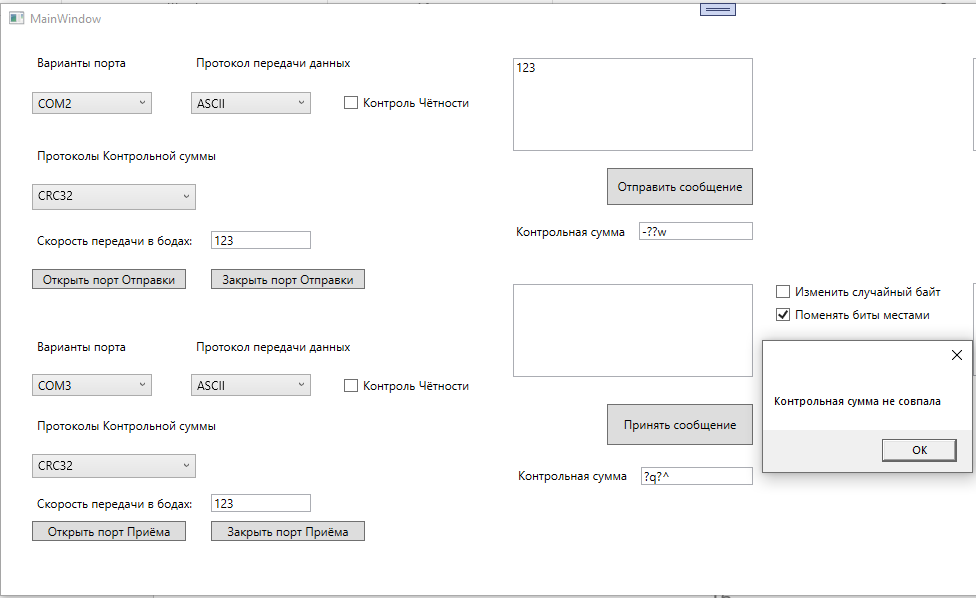 MainWindow
Варианты порта
Протокол передачи данных
COM2
ASCII
Контроль Чётности
123
Протоколы Контрольной суммы
CRC32
Отправить сообщение
Скорость передачи в бодах:
123
Контрольная сумма
-??w
Открыть порт Отправки
Закрыть порт Отправки
Изменить случайный байт
Поменять биты местами
Варианты порта
Протокол передачи данных
COM3
ASCII
Контроль Чётности
Контрольная сумма не совпала
OK
Протоколы Контрольной суммы
CRC32
Принять сообщение
Контрольная сумма
?q?^
Скорость передачи в бодах:
123
Открыть порт Приёма
Закрыть порт Приёма